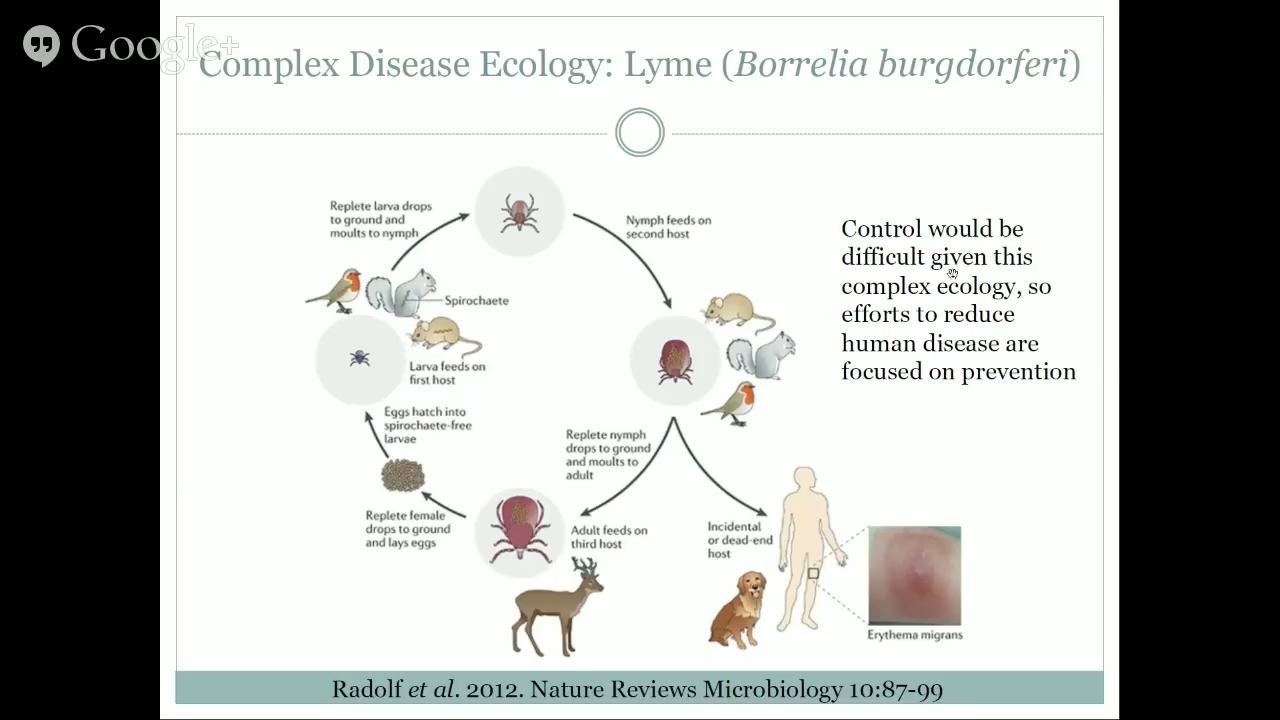 Google+
Complex Disease Ecology: Lyme (Borrelia burgdorferi)
Replete larva drops
to ground and
moults to nymph
Nymph feeds on
second host
Spirochaete
Larva feeds on
first host
Eggs hatch into
spirochaete-free
larvae
Replete nymph
drops to ground
and moults to
adult
Replete female
drops to ground
and lays eggs
Adult feeds on
third host
Incidental
or dead-end
host
Erythema migrans
Control would be
difficult given this
complex ecology, so
efforts to reduce
human disease are
focused on prevention
Radolf et al. 2012. Nature Reviews Microbiology 10:87-99